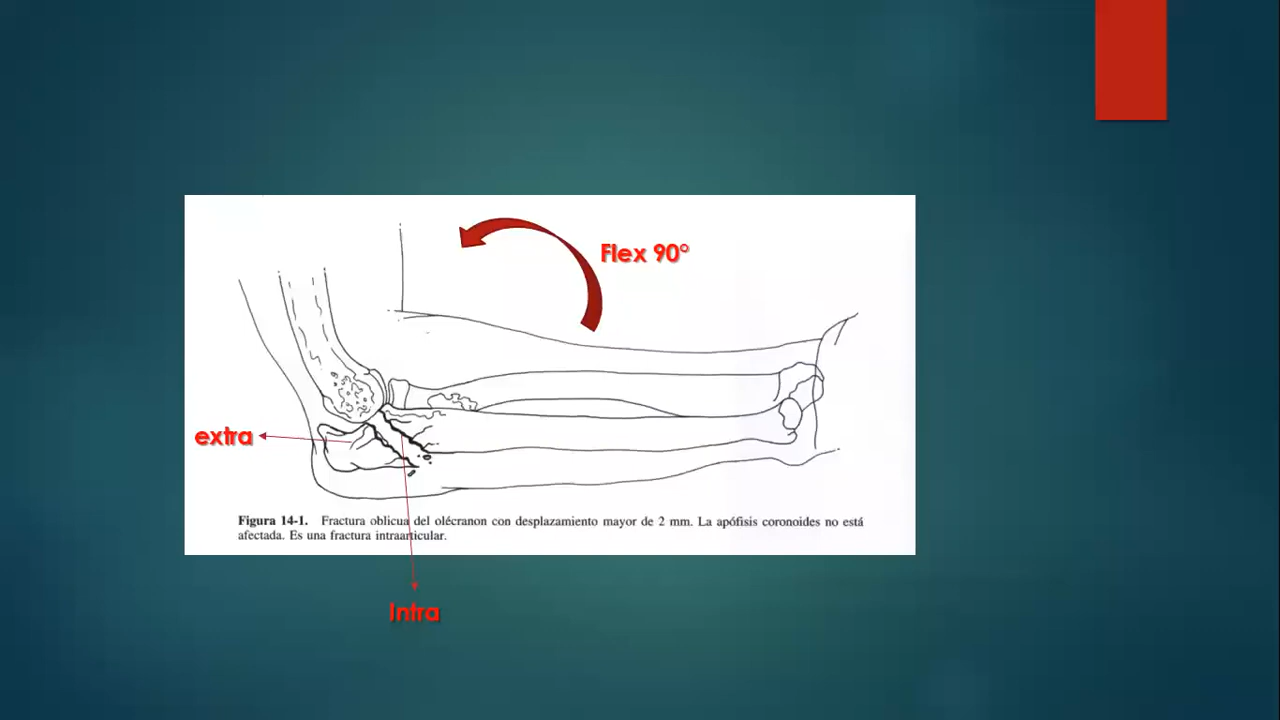 Flex 90°
extra
Figura 14-1. Fractura oblicua del olécranon con desplazamiento mayor de 2 mm. La apófisis coronoides no está
afectada. Es una fractura intraarticular.
Intra